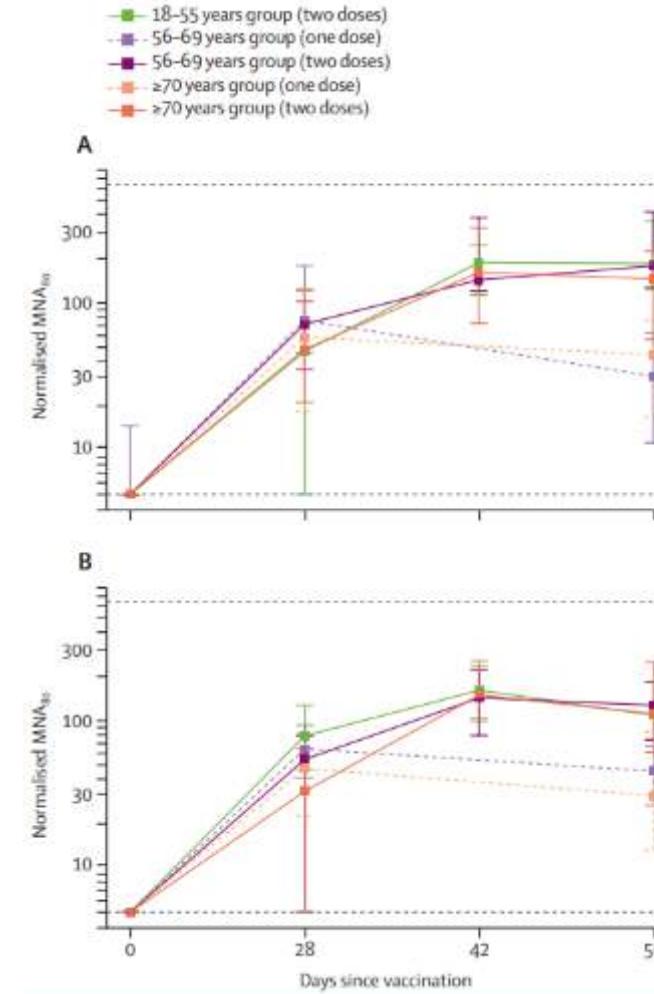 18–55 years group (two doses)
56–69 years group (one dose)
56–69 years group (two doses)
≥70 years group (one dose)
≥70 years group (two doses)
A
Normalised MNA₈₀
300
100
30
10
B
Normalised MNA₈₀
300
100
30
10
0 28 42 5
Days since vaccination